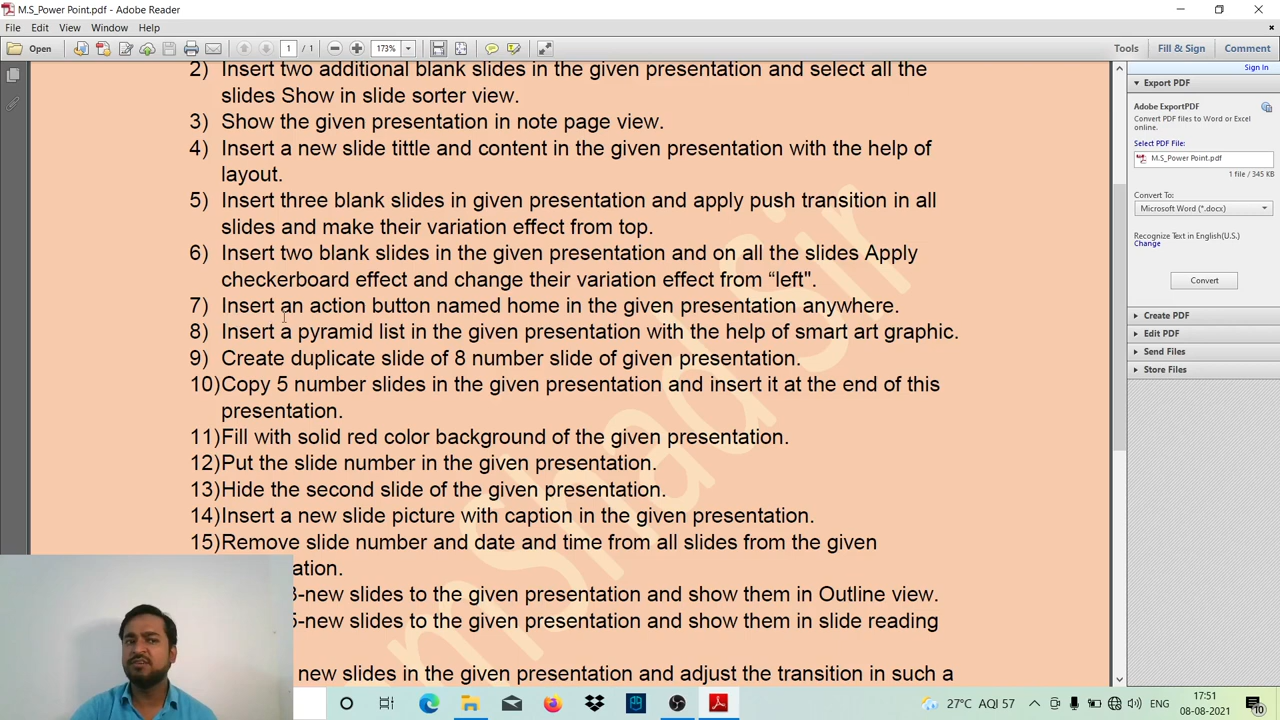 M.S_Power Point.pdf - Adobe Reader
File Edit View Window Help
Open 1 / 1 173% Tools Fill & Sign Comment
Sign In
2) Insert two additional blank slides in the given presentation and select all the
slides Show in slide sorter view.
3) Show the given presentation in note page view.
4) Insert a new slide tittle and content in the given presentation with the help of
layout.
5) Insert three blank slides in given presentation and apply push transition in all
slides and make their variation effect from top.
6) Insert two blank slides in the given presentation and on all the slides Apply
checkerboard effect and change their variation effect from “left".
7) Insert an action button named home in the given presentation anywhere.
8) Insert a pyramid list in the given presentation with the help of smart art graphic.
9) Create duplicate slide of 8 number slide of given presentation.
10)Copy 5 number slides in the given presentation and insert it at the end of this
presentation.
11)Fill with solid red color background of the given presentation.
12)Put the slide number in the given presentation.
13)Hide the second slide of the given presentation.
14)Insert a new slide picture with caption in the given presentation.
15)Remove slide number and date and time from all slides from the given
ation.
-new slides to the given presentation and show them in Outline view.
-new slides to the given presentation and show them in slide reading
new slides in the given presentation and adjust the transition in such a
mShad Sir
Export PDF
Adobe ExportPDF
Convert PDF files to Word or Excel
online.
Select PDF File:
M.S_Power Point.pdf
1 file / 345 KB
Convert To:
Microsoft Word (*.docx)
Recognize Text in English(U.S.)
Change
Convert
Create PDF
Edit PDF
Send Files
Store Files
27°C AQI 57
17:51
08-08-2021
10